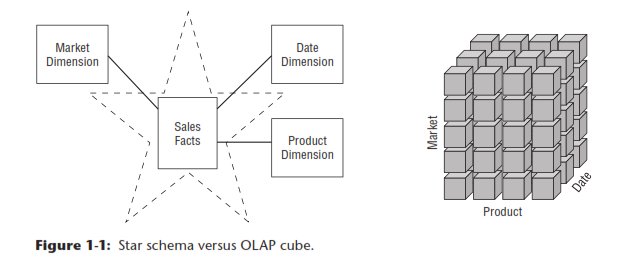 Market
Dimension
Date
Dimension
Sales
Facts
Product
Dimension
Market
Product
Date
Figure 1-1: Star schema versus OLAP cube.